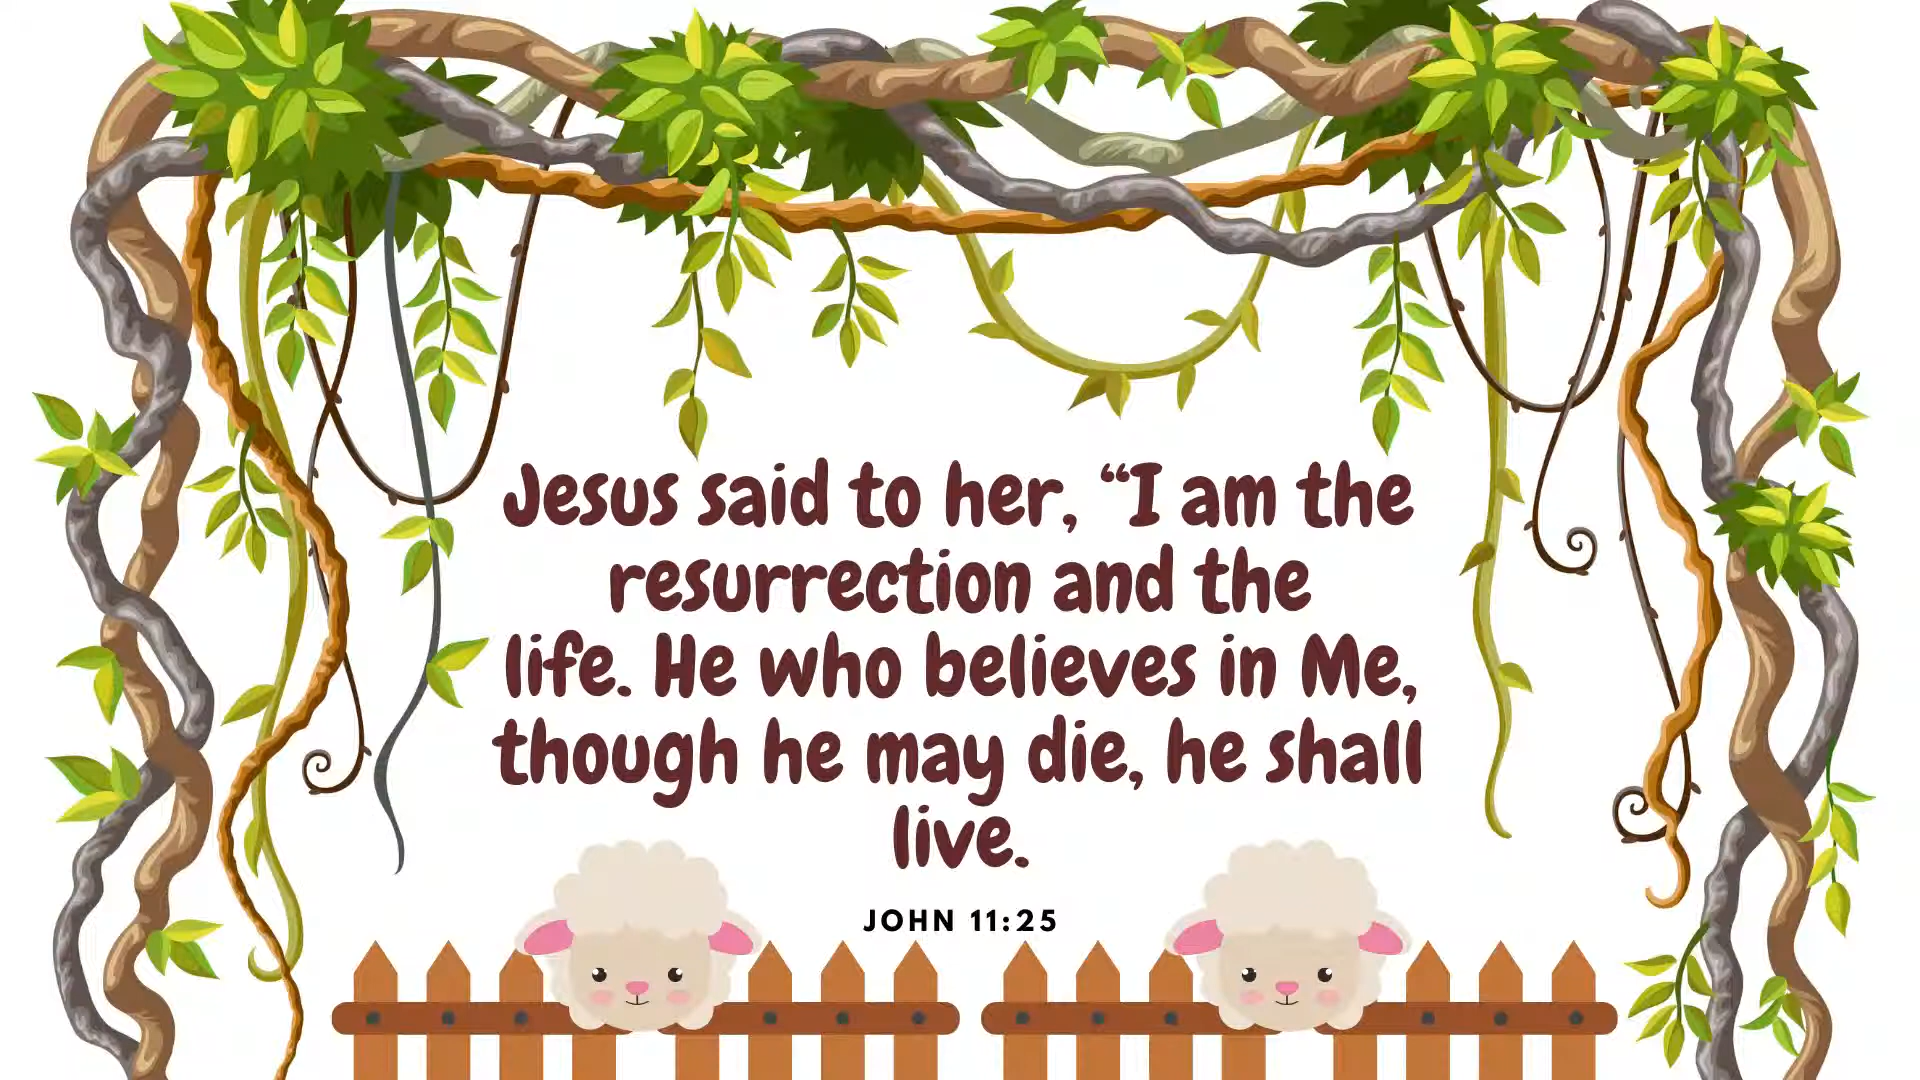 Jesus said to her, “I am the
resurrection and the
life. He who believes in Me,
though he may die, he shall
live.
JOHN 11:25